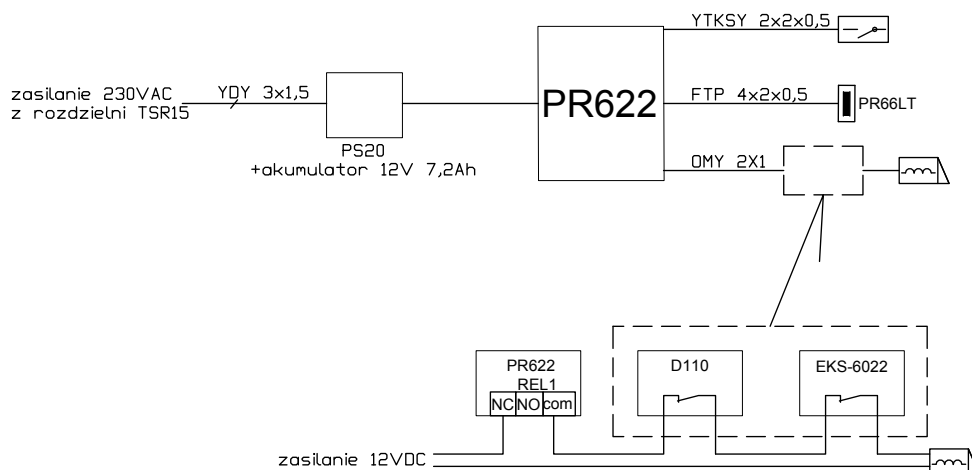 YTKSY 2x2x0,5
zasilanie 230VAC
z rozdzielni TSR15
YDY 3x1,5
PR622
FTP 4x2x0,5
PR66LT
PS20
+akumulator 12V 7,2Ah
OMY 2X1
PR622
REL1
NC NO com
D110
EKS-6022
zasilanie 12VDC